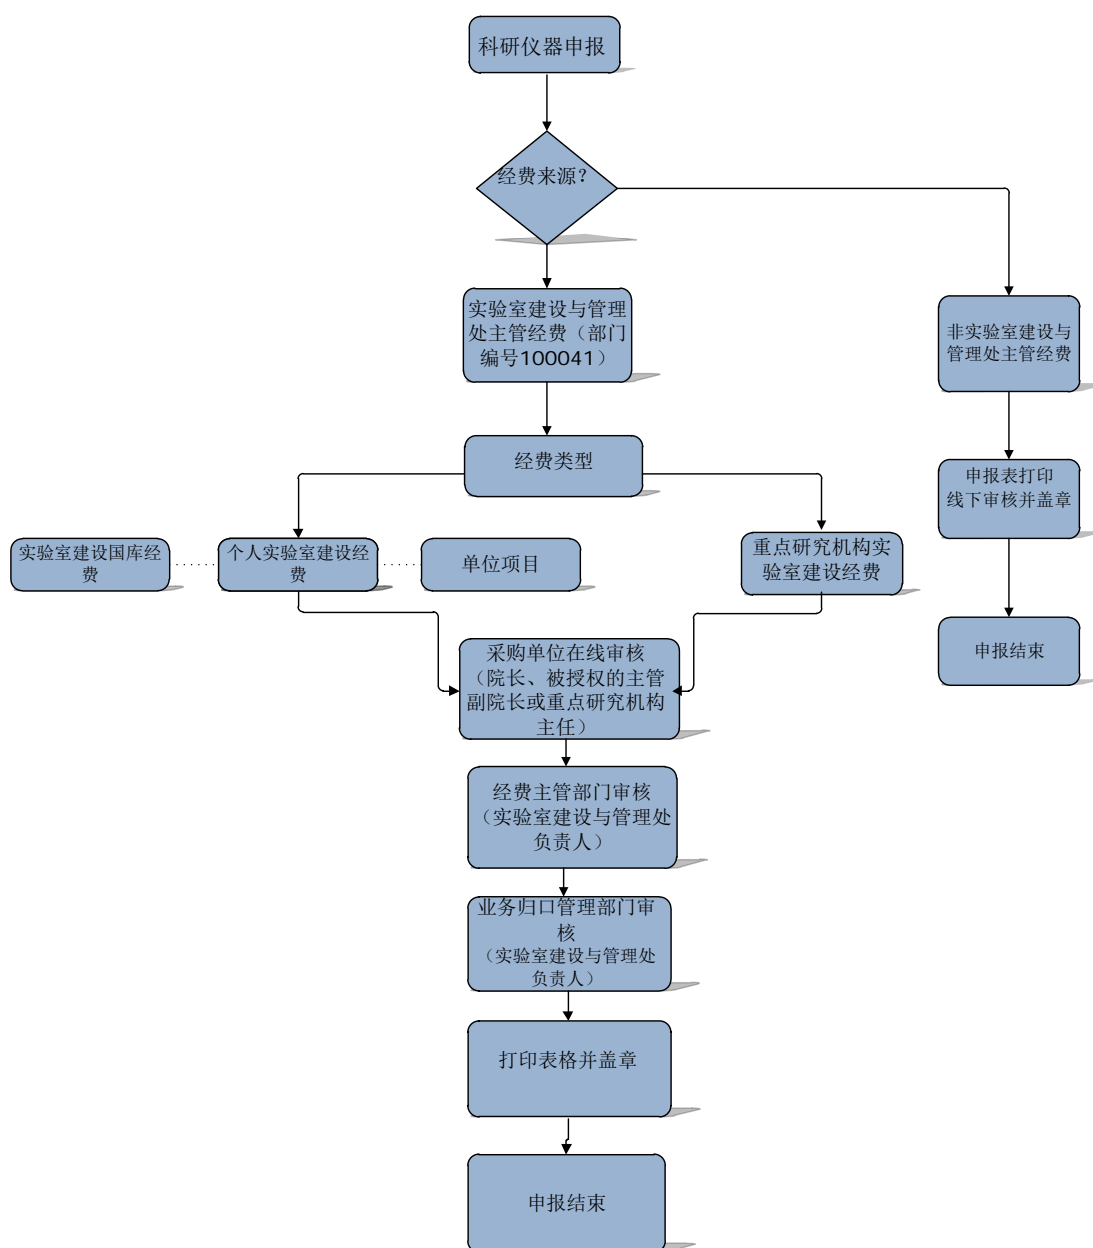 科研仪器申报
经费来源？
实验室建设与管理
处主管经费（部门
编号100041）
非实验室建设与
管理处主管经费
经费类型
申报表打印
线下审核并盖章
实验室建设国库经
费
个人实验室建设经
费
单位项目
重点研究机构实
验室建设经费
申报结束
采购单位在线审核
（院长、被授权的主管
副院长或重点研究机构
主任）
经费主管部门审核
（实验室建设与管理处
负责人）
业务归口管理部门审
核
（实验室建设与管理处
负责人）
打印表格并盖章
申报结束